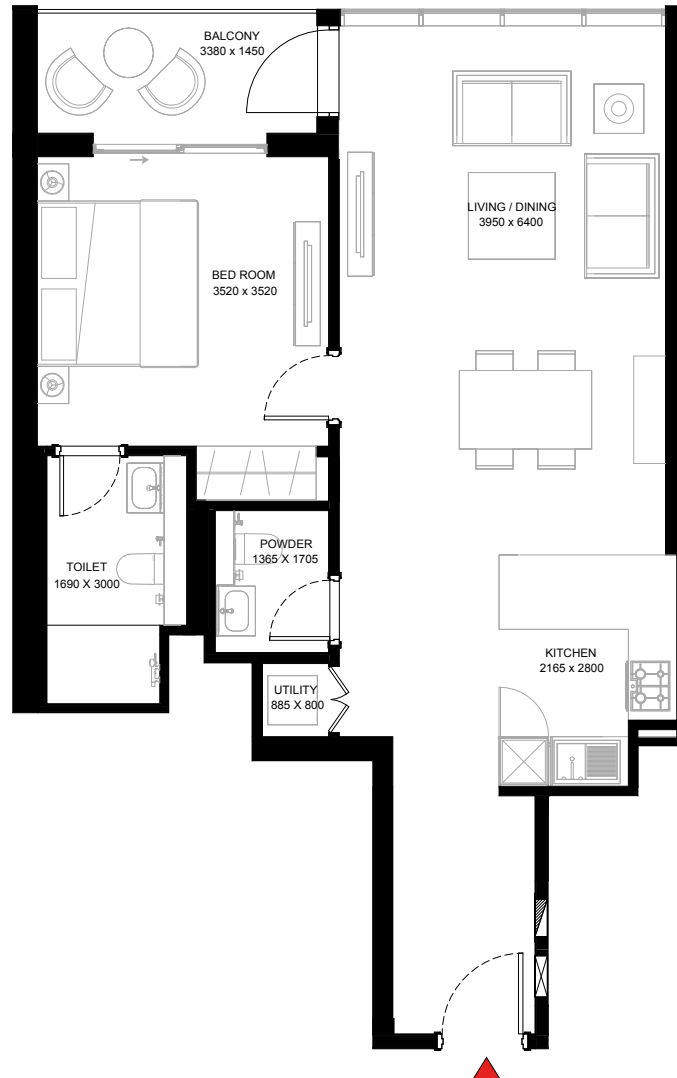 BALCONY
3380 x 1450
LIVING / DINING
3950 x 6400
BED ROOM
3520 x 3520
POWDER
1365 X 1705
TOILET
1690 X 3000
KITCHEN
2165 x 2800
UTILITY
885 X 800